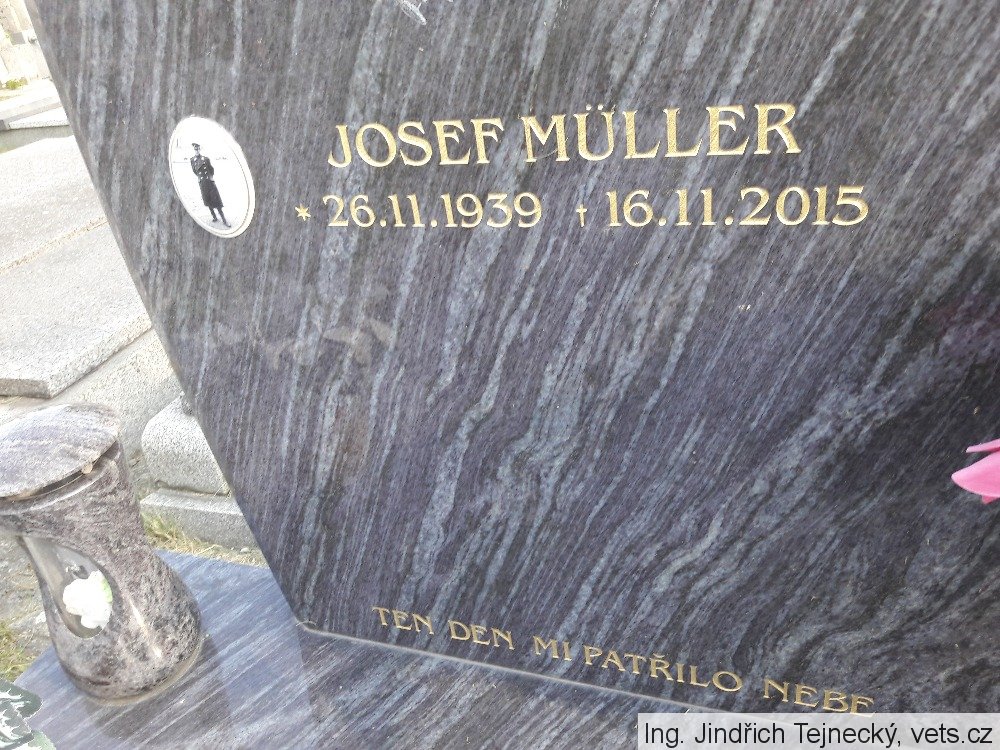 JOSEF MÜLLER
* 26.11.1939 † 16.11.2015
TEN DEN MI PATŘILO NEBE
Ing. Jindřich Tejnecký, vets.cz